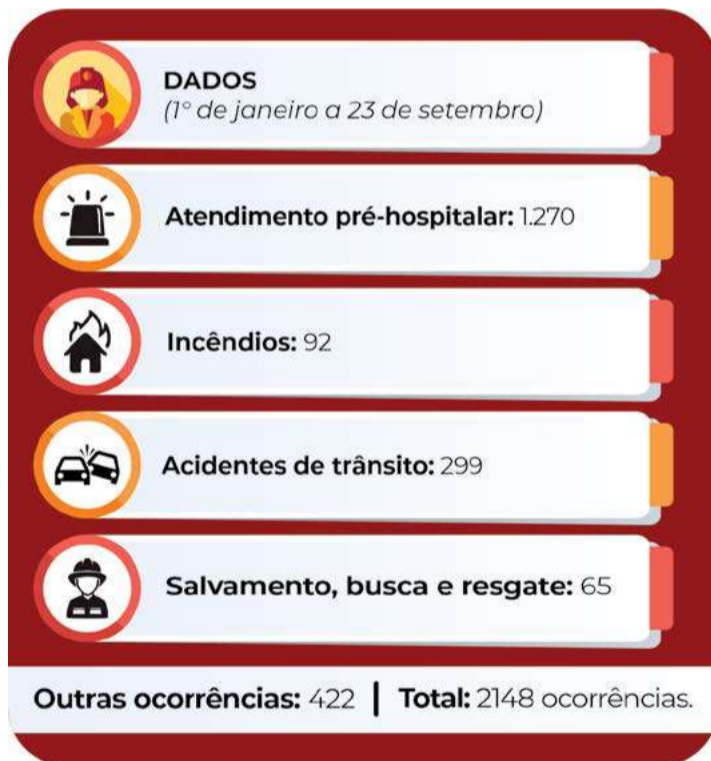 DADOS
(1º de janeiro a 23 de setembro)
Atendimento pré-hospitalar: 1.270
Incêndios: 92
Acidentes de trânsito: 299
Salvamento, busca e resgate: 65
Outras ocorrências: 422 | Total: 2148 ocorrências.